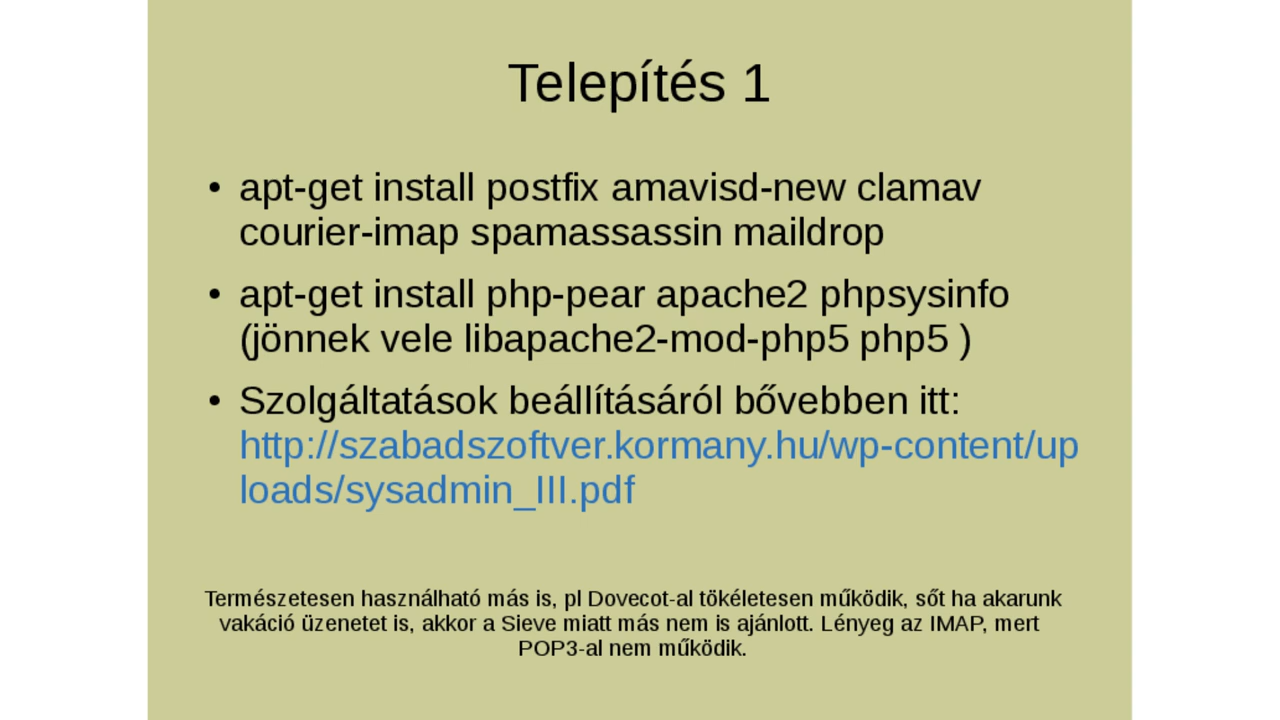 Telepítés 1
• apt-get install postfix amavisd-new clamav
courier-imap spamassassin maildrop
• apt-get install php-pear apache2 phpsysinfo
(jönnek vele libapache2-mod-php5 php5 )
• Szolgáltatások beállításáról bővebben itt:
http://szabadszoftver.kormany.hu/wp-content/up
loads/sysadmin_III.pdf
Természetesen használható más is, pl Dovecot-al tökéletesen működik, sőt ha akarunk
vakáció üzenetet is, akkor a Sieve miatt más nem is ajánlott. Lényeg az IMAP, mert
POP3-al nem működik.